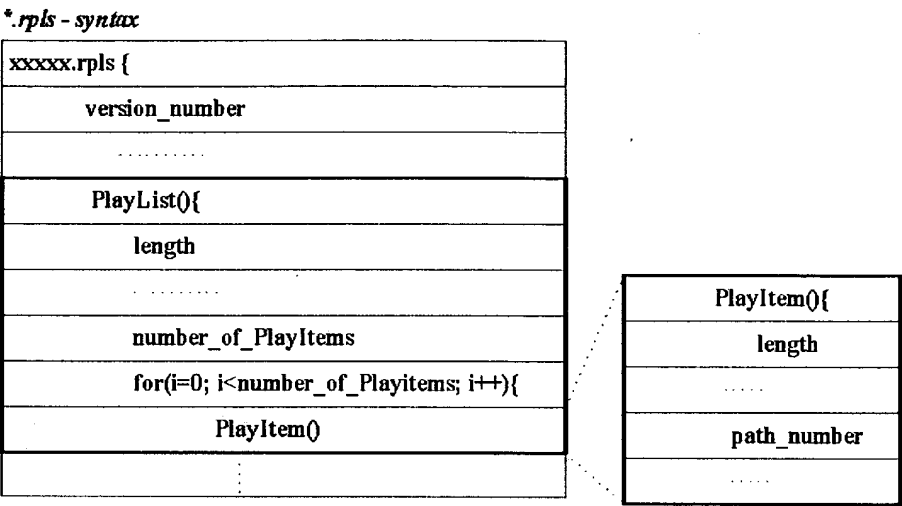 *.rpls - syntax
xxxxx.rpls {
version_number
..........
PlayList(){
length
.........
number_of_PlayItems
for(i=0; i<number_of_Playitems; i++){
PlayItem()
PlayItem(){
length
.....
path_number
.....